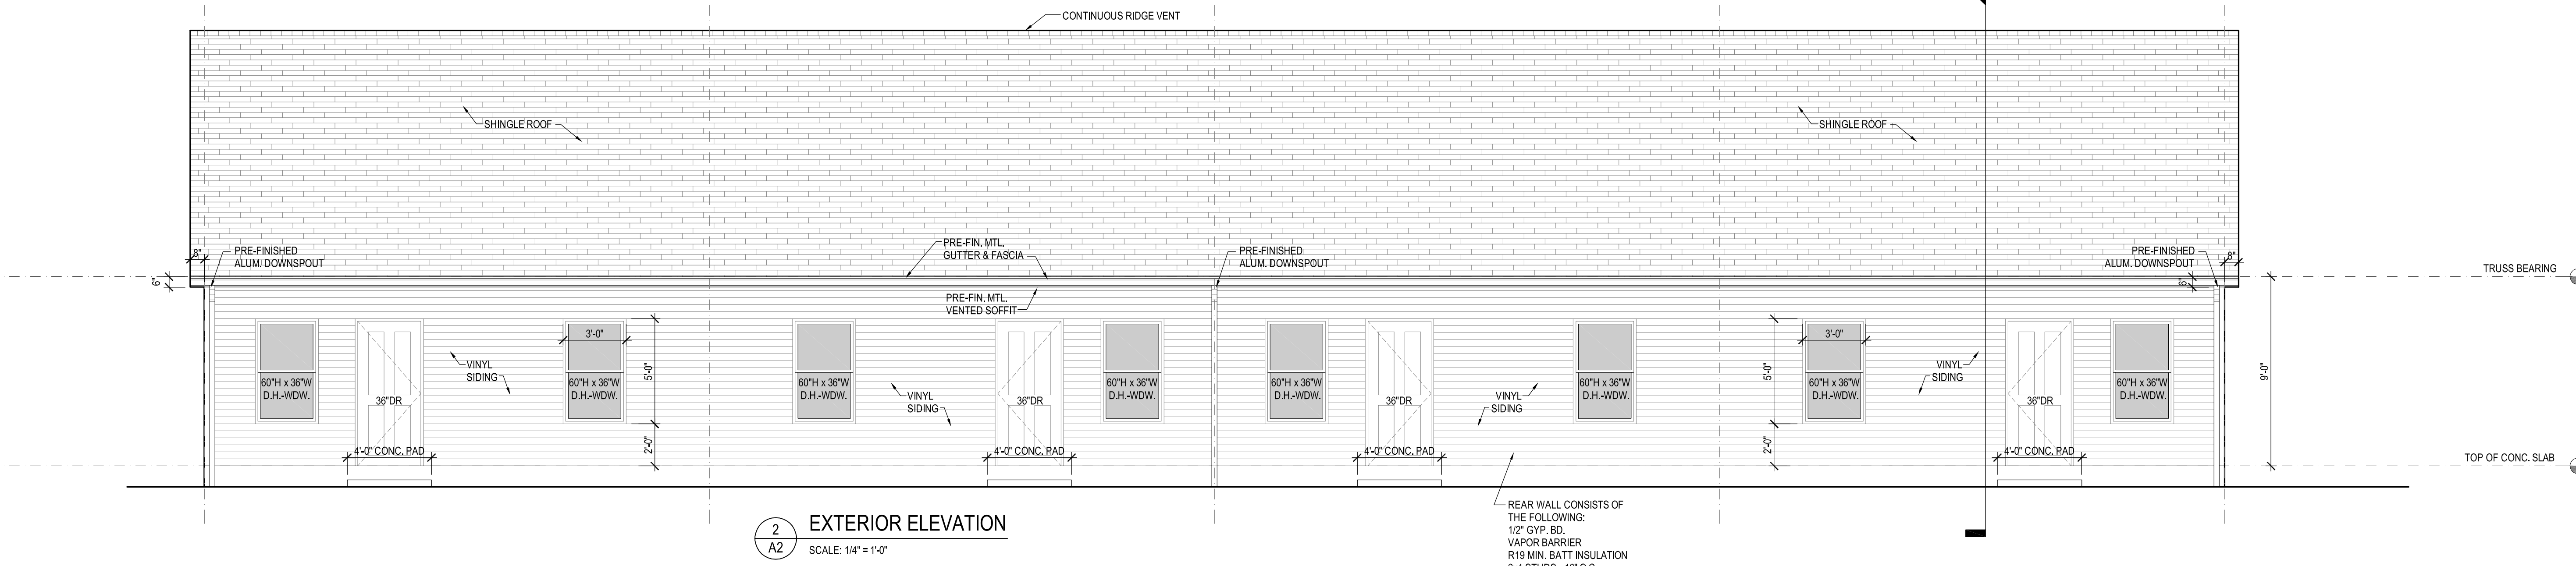 CONTINUOUS RIDGE VENT
SHINGLE ROOF
SHINGLE ROOF
8"
PRE-FINISHED
ALUM. DOWNSPOUT
PRE-FIN. MTL.
GUTTER & FASCIA
PRE-FINISHED
ALUM. DOWNSPOUT
PRE-FINISHED
ALUM. DOWNSPOUT
8"
TRUSS BEARING
6"
6"
PRE-FIN. MTL.
VENTED SOFFIT
3'-0"
3'-0"
5'-0"
5'-0"
9'-0"
VINYL
SIDING
VINYL
SIDING
60"H x 36"W
D.H.-WDW.
60"H x 36"W
D.H.-WDW.
60"H x 36"W
D.H.-WDW.
60"H x 36"W
D.H.-WDW.
60"H x 36"W
D.H.-WDW.
60"H x 36"W
D.H.-WDW.
60"H x 36"W
D.H.-WDW.
60"H x 36"W
D.H.-WDW.
VINYL
SIDING
VINYL
SIDING
36"DR
36"DR
36"DR
36"DR
2'-0"
2'-0"
4'-0" CONC. PAD
4'-0" CONC. PAD
4'-0" CONC. PAD
4'-0" CONC. PAD
TOP OF CONC. SLAB
REAR WALL CONSISTS OF
THE FOLLOWING:
1/2" GYP. BD.
VAPOR BARRIER
R19 MIN. BATT INSULATION
2
A2
EXTERIOR ELEVATION
SCALE: 1/4" = 1'-0"